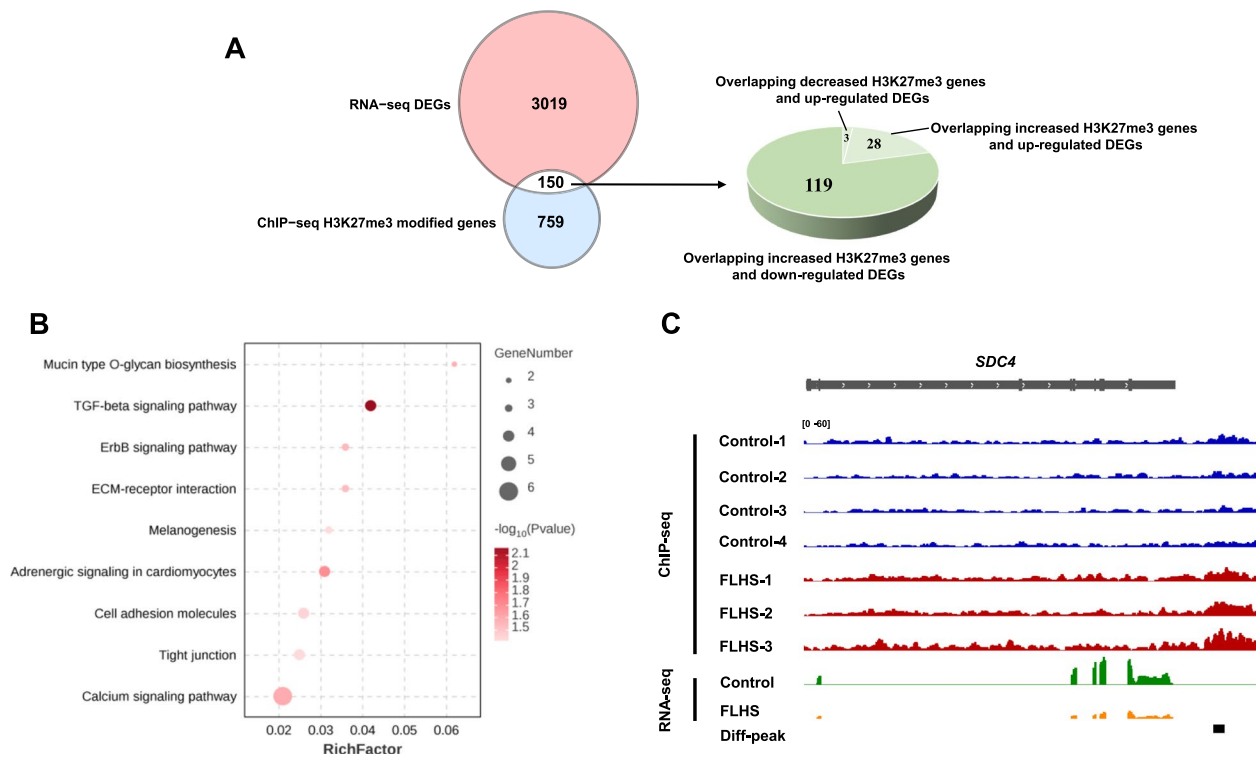 A
RNA−seq DEGs
3019
150
ChIP−seq H3K27me3 modified genes
759
Overlapping decreased H3K27me3 genes
and up-regulated DEGs
Overlapping increased H3K27me3 genes
and up-regulated DEGs
3
28
119
Overlapping increased H3K27me3 genes
and down-regulated DEGs
B
Mucin type O-glycan biosynthesis
TGF-beta signaling pathway
ErbB signaling pathway
ECM-receptor interaction
Melanogenesis
Adrenergic signaling in cardiomyocytes
Cell adhesion molecules
Tight junction
Calcium signaling pathway
0.02 0.03 0.04 0.05 0.06
RichFactor
GeneNumber
2
3
4
5
6
-log10(Pvalue)
2.1
2
1.9
1.8
1.7
1.6
1.5
C
SDC4
[0 -60]
ChIP-seq
Control-1
Control-2
Control-3
Control-4
FLHS-1
FLHS-2
FLHS-3
RNA-seq
Control
FLHS
Diff-peak